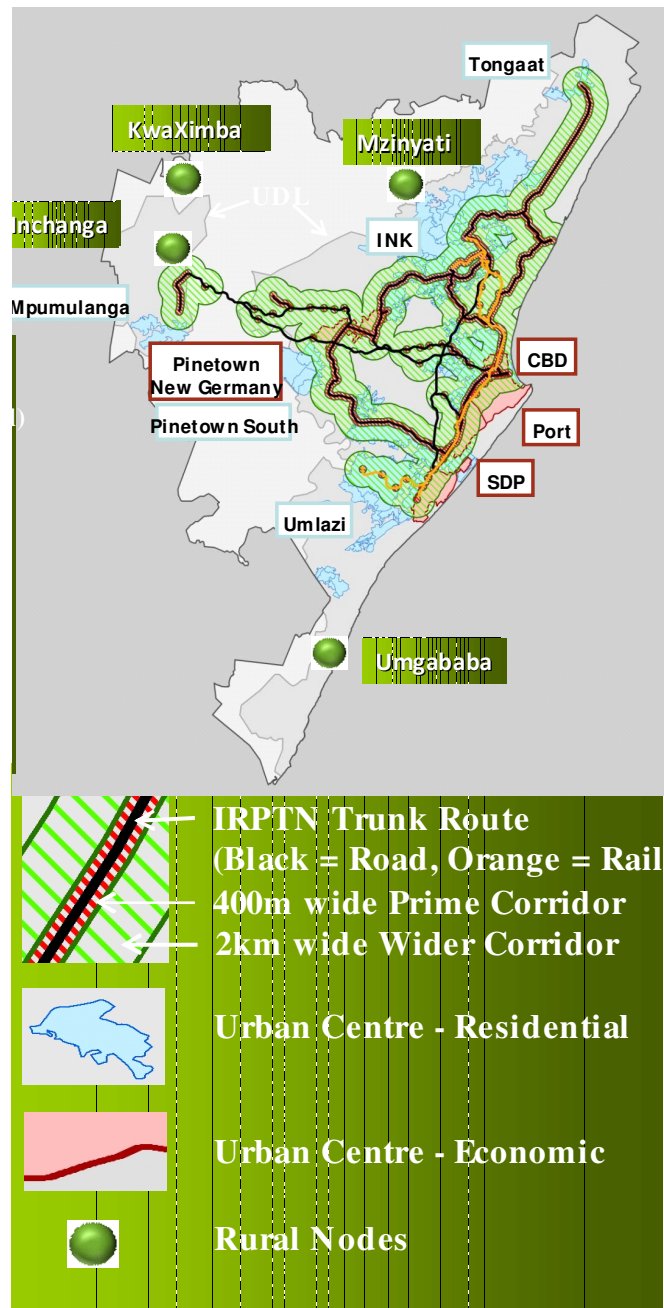 Tongaat
KwaXimba
Mzinyati
UDL
Inchanga
INK
Mpumulanga
Pinetown
New Germany
CBD
Pinetown South
Port
SDP
Umlazi
Umgababa
IRPTN Trunk Route
(Black = Road, Orange = Rail
400m wide Prime Corridor
2km wide Wider Corridor
Urban Centre - Residential
Urban Centre - Economic
Rural Nodes